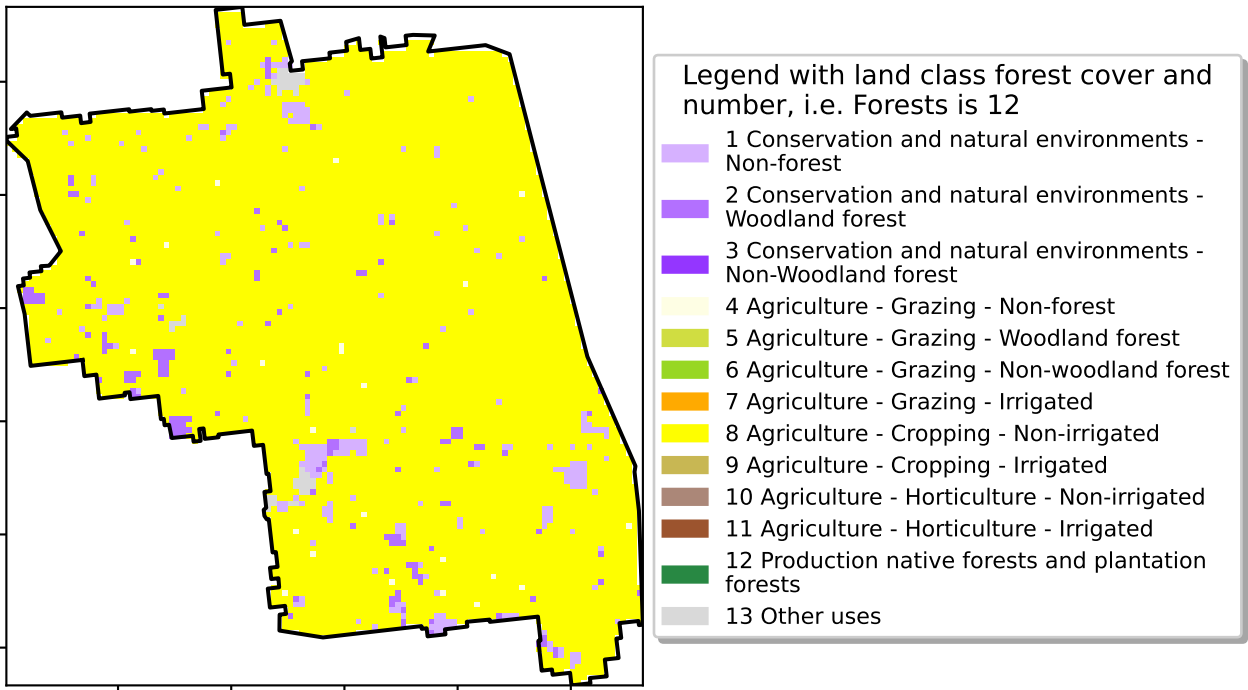 Legend with land class forest cover and
number, i.e. Forests is 12
1 Conservation and natural environments -
Non-forest
2 Conservation and natural environments -
Woodland forest
3 Conservation and natural environments -
Non-Woodland forest
4 Agriculture - Grazing - Non-forest
5 Agriculture - Grazing - Woodland forest
6 Agriculture - Grazing - Non-woodland forest
7 Agriculture - Grazing - Irrigated
8 Agriculture - Cropping - Non-irrigated
9 Agriculture - Cropping - Irrigated
10 Agriculture - Horticulture - Non-irrigated
11 Agriculture - Horticulture - Irrigated
12 Production native forests and plantation
forests
13 Other uses